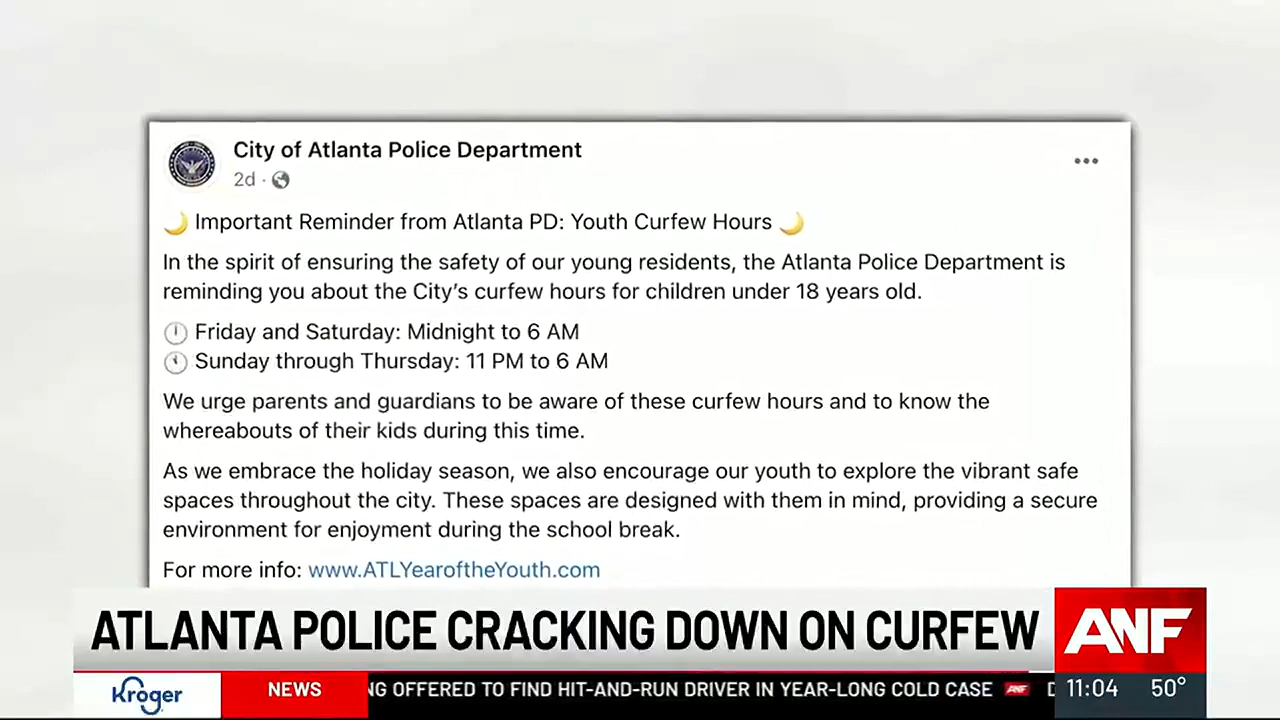 City of Atlanta Police Department
2d ·
Important Reminder from Atlanta PD: Youth Curfew Hours
In the spirit of ensuring the safety of our young residents, the Atlanta Police Department is
reminding you about the City's curfew hours for children under 18 years old.
Friday and Saturday: Midnight to 6 AM
Sunday through Thursday: 11 PM to 6 AM
We urge parents and guardians to be aware of these curfew hours and to know the
whereabouts of their kids during this time.
As we embrace the holiday season, we also encourage our youth to explore the vibrant safe
spaces throughout the city. These spaces are designed with them in mind, providing a secure
environment for enjoyment during the school break.
For more info: www.ATLYearoftheYouth.com
ATLANTA POLICE CRACKING DOWN ON CURFEW
ANF
Kroger
NEWS
OFFERED TO FIND HIT-AND-RUN DRIVER IN YEAR-LONG COLD CASE ANF
11:04 50°